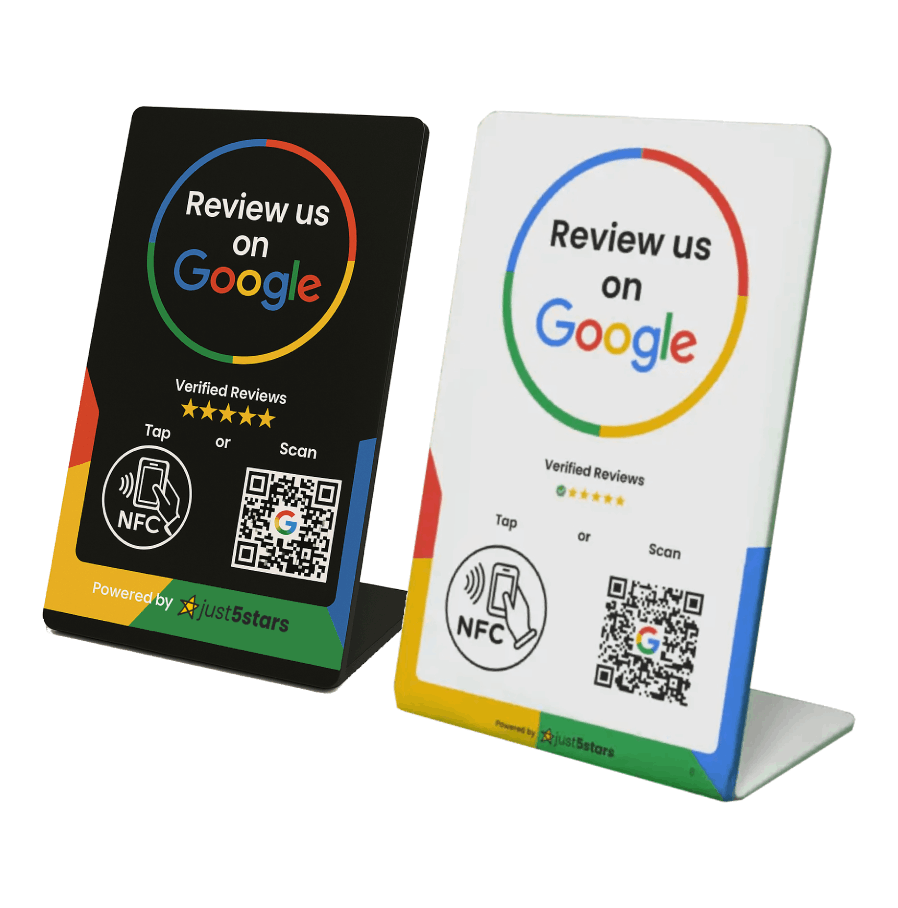 Review us
on
Google
Verified Reviews
Tap
or
Scan
NFC
Powered by just5stars
Review us
on
Google
Verified Reviews
Tap
or
Scan
NFC
Powered by just5stars